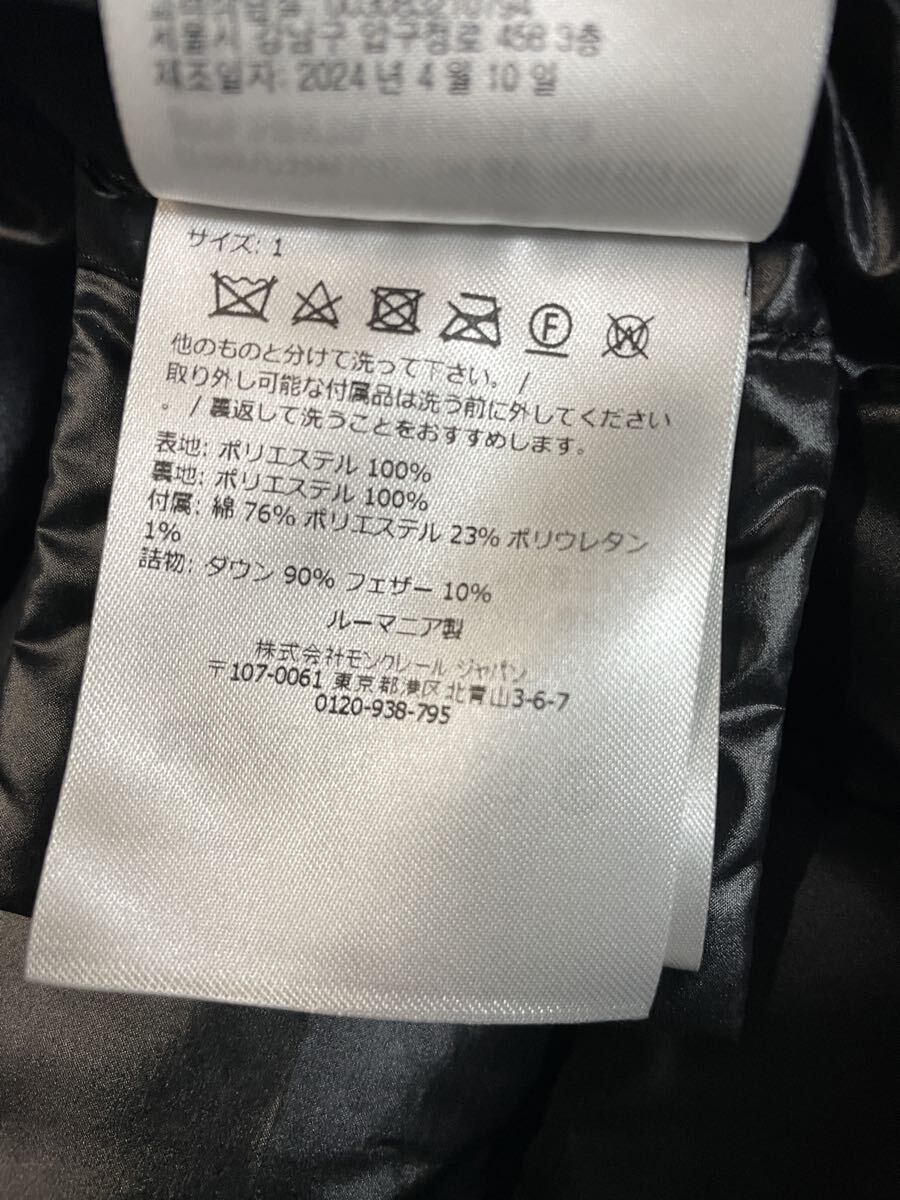 서울시 강남구 압구정로 458 3층
제조일자: 2024 년 4 월 10 일
サイズ: 1
F
W
他のものと分けて洗って下さい。 /
取り外し可能な付属品は洗う前に外してください
。 / 裏返して洗うことをおすすめします。
表地: ポリエステル 100%
裏地: ポリエステル 100%
付属: 綿 76% ポリエステル 23% ポリウレタン
1%
詰物: ダウン 90% フェザー 10%
ルーマニア製
株式会社モンクレール ジャパン
〒107-0061 東京都港区北青山3-6-7
0120-938-795